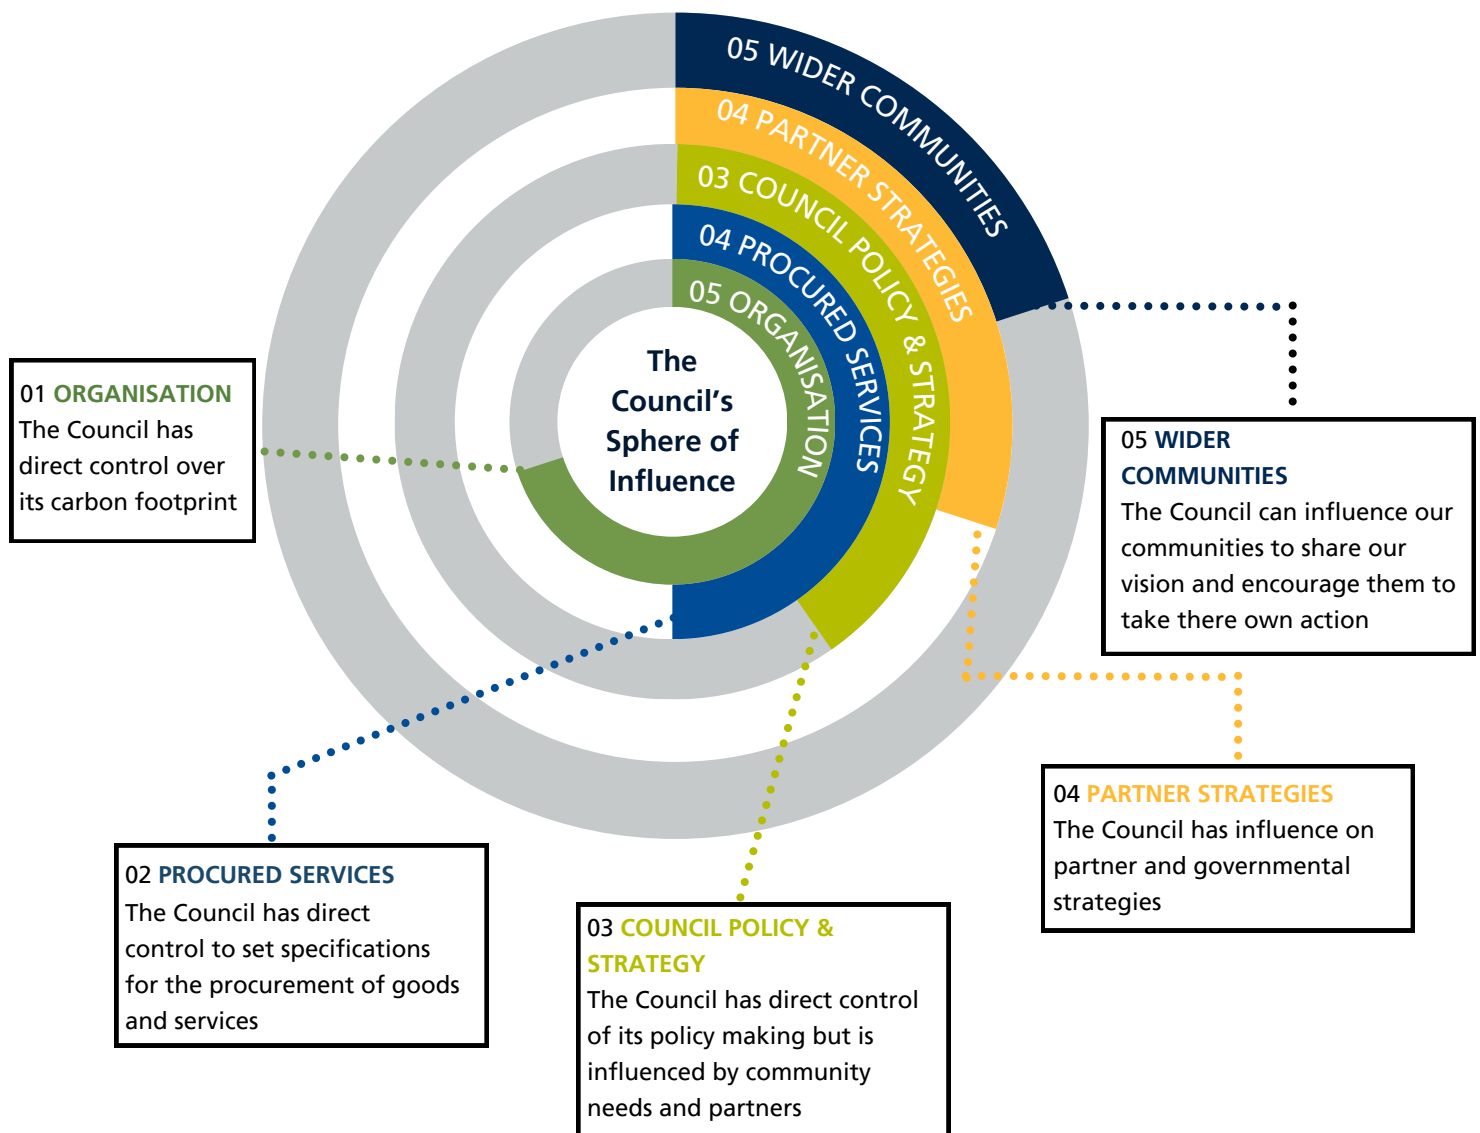 05 WIDER COMMUNITIES
04 PARTNER STRATEGIES
03 COUNCIL POLICY & STRATEGY
04 PROCURED SERVICES
05 ORGANISATION
The
Council’s
Sphere of
Influence
01 ORGANISATION
The Council has
direct control over
its carbon footprint
05 WIDER
COMMUNITIES
The Council can influence our
communities to share our
vision and encourage them to
take there own action
04 PARTNER STRATEGIES
The Council has influence on
partner and governmental
strategies
02 PROCURED SERVICES
The Council has direct
control to set specifications
for the procurement of goods
and services
03 COUNCIL POLICY &
STRATEGY
The Council has direct control
of its policy making but is
influenced by community
needs and partners